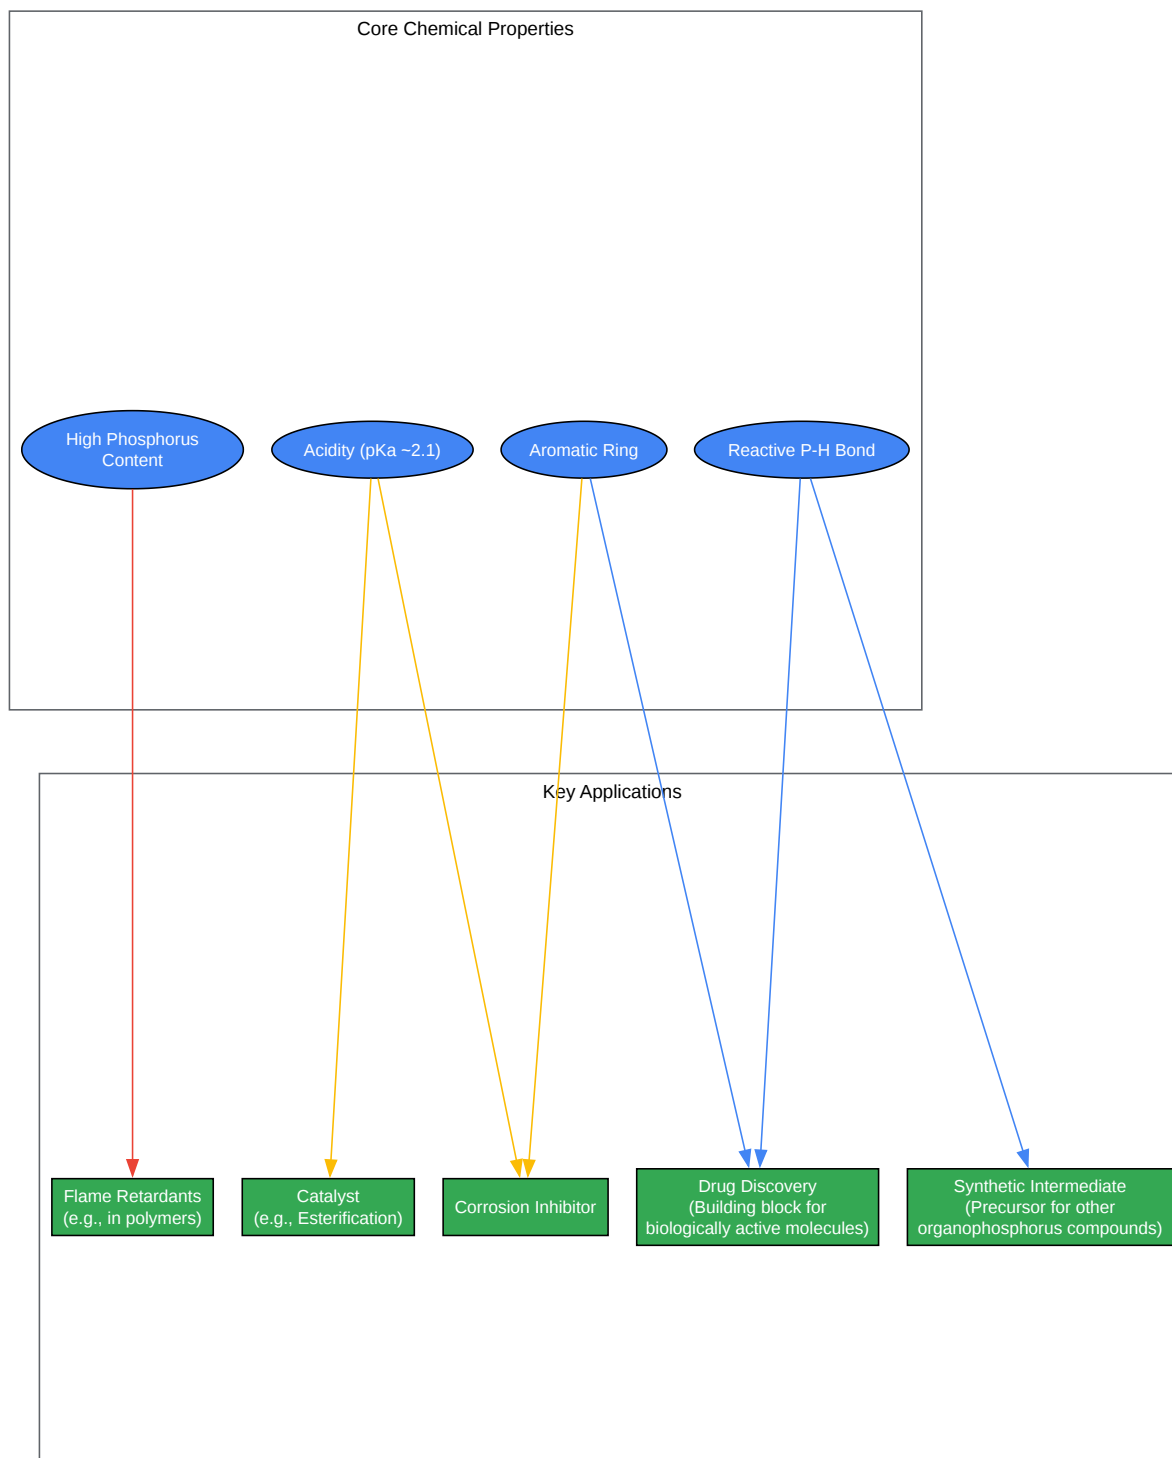 Core Chemical Properties
High Phosphorus
Content
Acidity (pKa ~2.1)
Aromatic Ring
Reactive P-H Bond
Key Applications
Flame Retardants
(e.g., in polymers)
Catalyst
(e.g., Esterification)
Corrosion Inhibitor
Drug Discovery
(Building block for
biologically active molecules)
Synthetic Intermediate
(Precursor for other
organophosphorus compounds)